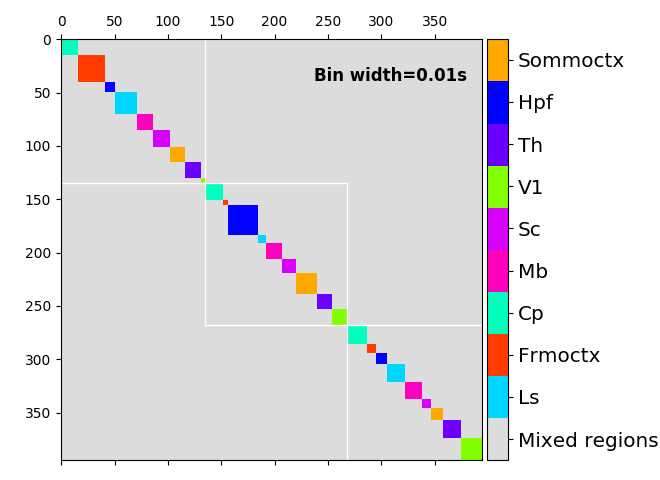 0 50 100 150 200 250 300 350
0
50
100
150
200
250
300
350
Bin width=0.01s
Sommoctx
Hpf
Th
V1
Sc
Mb
Cp
Frmoctx
Ls
Mixed regions